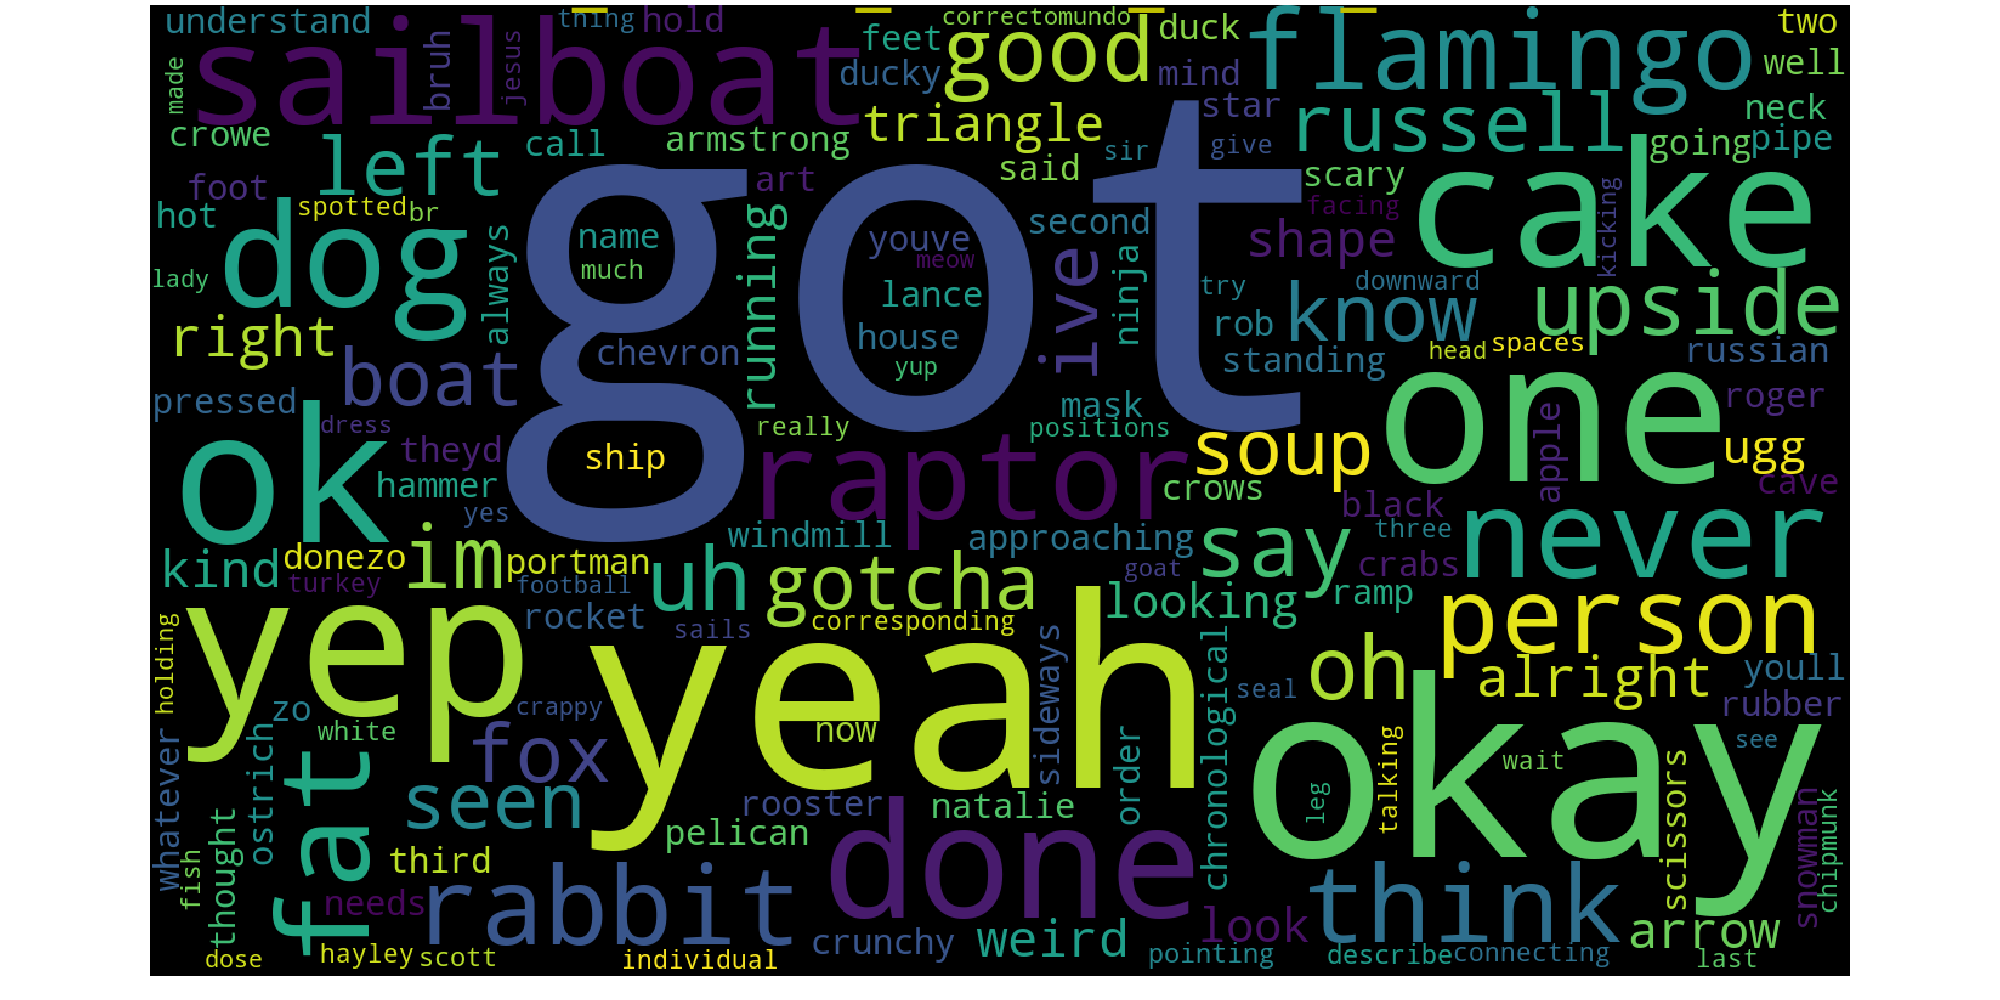 understand
thing
hold
correctomundo
duck
two
sailboat
feet
good
flamingo
well
made
bruh
jesus
ducky
mind
star
russell
neck
crowe
left
call
armstrong
triangle
said
sir
give
going
pipe
foot
got
art
scary
cake
hot
spotted
br
dog
always
name
running
youve
second
ive
ninja
shape
facing
kicking
lady
much
meow
lance
try
know
downward
upside
right
boat
chevron
house
yup
rob
standing
head
spaces
russian
pressed
dress
really
mask
positions
one
apple
roger
ok
theyd
ship
raptor
soup
ugg
hammer
crows
black
cave
yes
windmill
approaching
say
three
never
kind
donezo
im
portman
uh
gotcha
goat
crabs
turkey
football
looking
ramp
person
yep
rocket
sails
yeah
corresponding
sideways
chronological
oh
alright
youll
holding
zo
crappy
seal
okay
rubber
whatever
ostrich
white
fat
fox
now
order
talking
wait
see
seen
rooster
natalie
leg
scissors
snowman
chipmunk
fish
thought
third
pelican
done
needs
rabbit
look
think
arrow
dose
hayley
scott
individual
crunchy
weird
pointing
describe
connecting
last